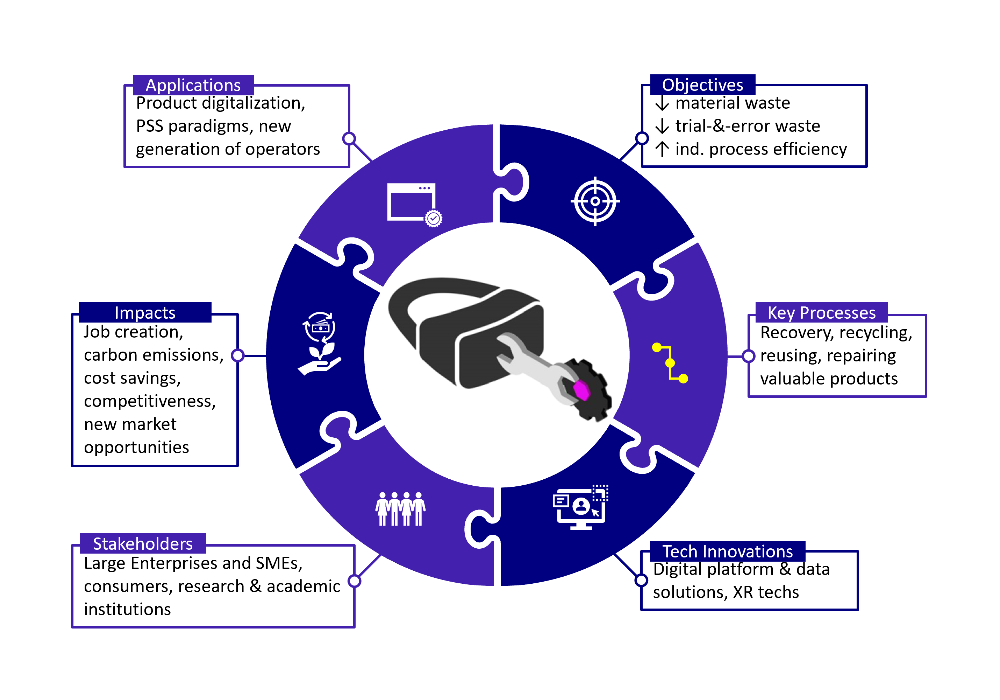 Applications
Product digitalization,
PSS paradigms, new
generation of operators
Objectives
↓ material waste
↓ trial-&-error waste
↑ ind. process efficiency
Impacts
Job creation,
carbon emissions,
cost savings,
competitiveness,
new market
opportunities
Key Processes
Recovery, recycling,
reusing, repairing
valuable products
Stakeholders
Large Enterprises and SMEs,
consumers, research & academic
institutions
Tech Innovations
Digital platform & data
solutions, XR techs